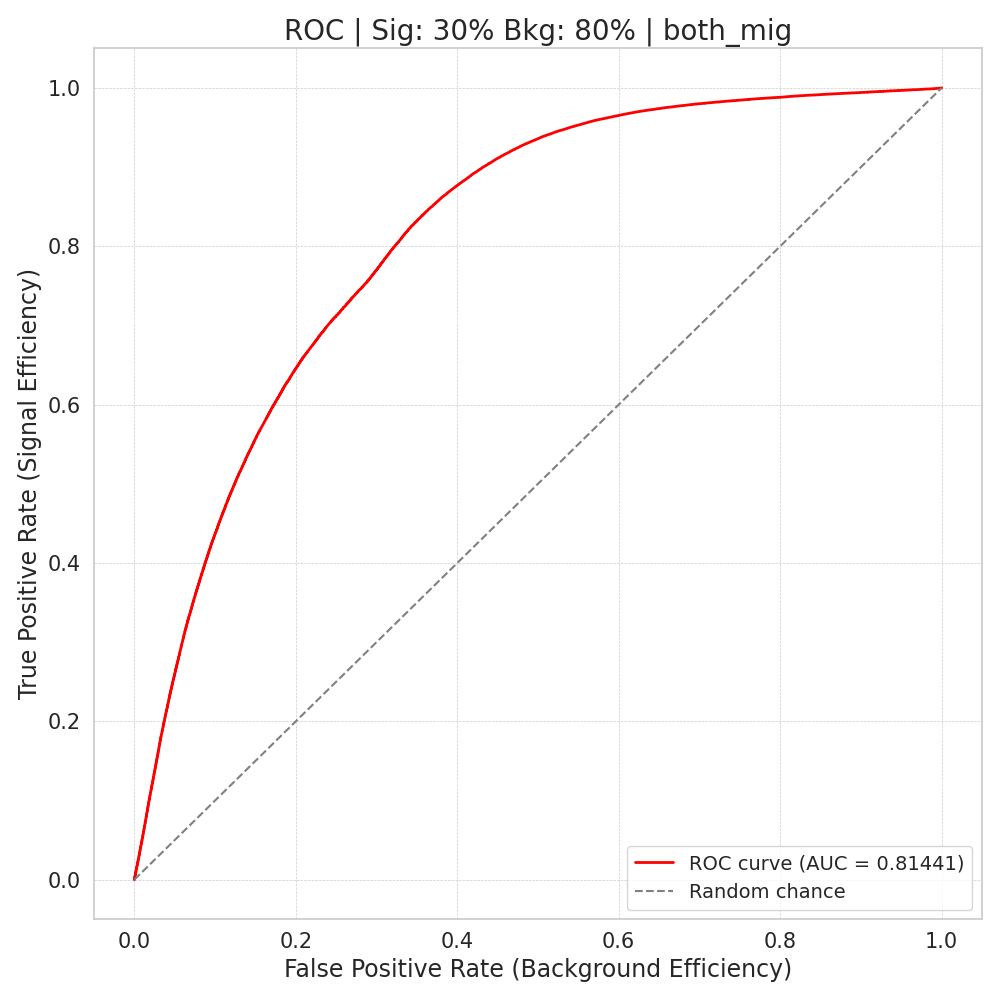 ROC | Sig: 30% Bkg: 80% | both_mig
True Positive Rate (Signal Efficiency)
1.0
0.8
0.6
0.4
0.2
0.0
ROC curve (AUC = 0.81441)
Random chance
0.0 0.2 0.4 0.6 0.8 1.0
False Positive Rate (Background Efficiency)